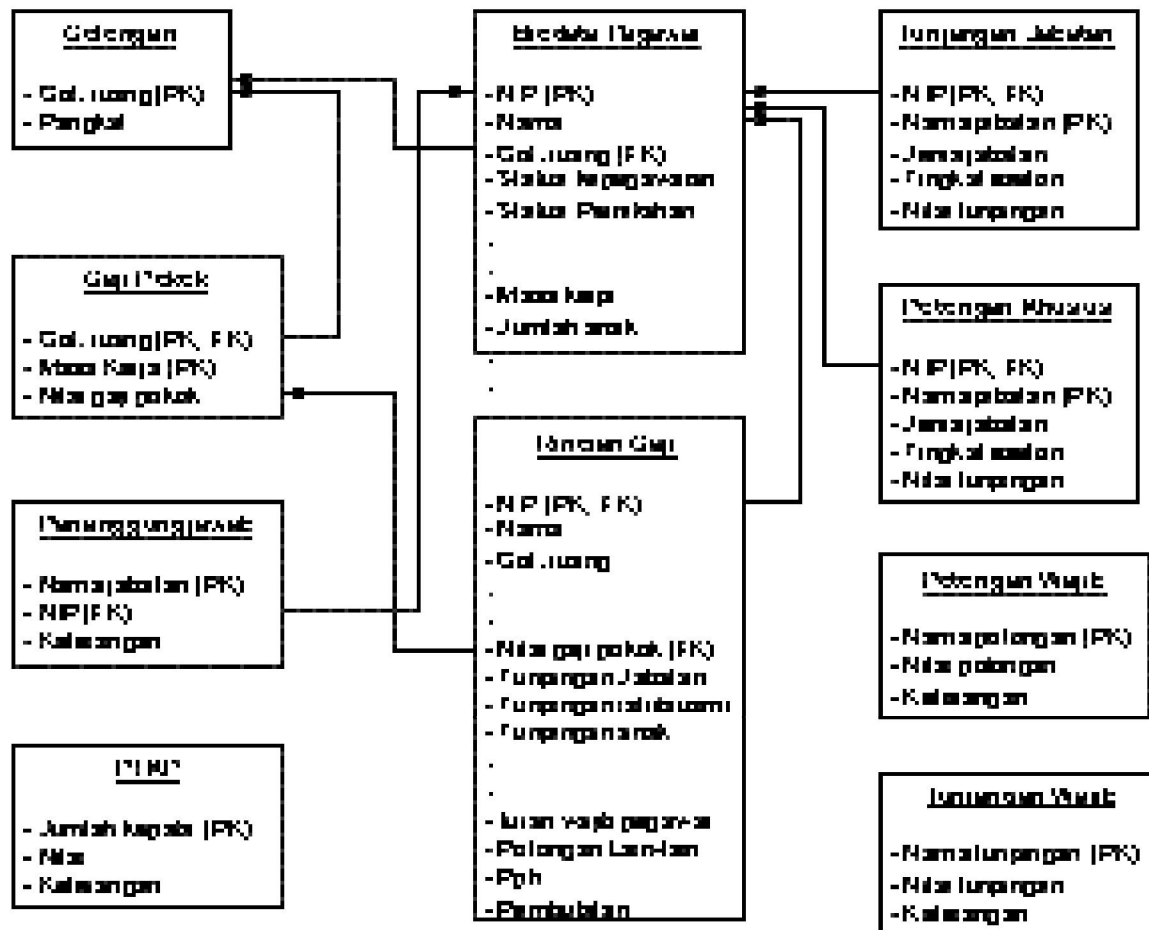 Golongan
- Gol. ruang (PK)
- Pangkat
Biodata Pegawai
- NIP (PK)
- Nama
- Gol. ruang (FK)
- Status kepegawaian
- Status Pernikahan
.
.
- Masa kerja
- Jumlah anak
.
.
Tunjangan Jabatan
- NIP (PK, FK)
- Nama jabatan (PK)
- Jenis jabatan
- Tingkat eselon
- Nilai tunjangan
Gaji Pokok
- Gol. ruang (PK, FK)
- Masa Kerja (PK)
- Nilai gaji pokok
Potongan Khusus
- NIP (PK, FK)
- Nama jabatan (PK)
- Jenis jabatan
- Tingkat eselon
- Nilai tunjangan
Penanggungjawab
- Nama jabatan (PK)
- NIP (FK)
- Keterangan
Rincian Gaji
- NIP (PK, FK)
- Nama
- Gol. ruang
.
.
- Nilai gaji pokok (FK)
- Tunjangan Jabatan
- Tunjangan istri/suami
- Tunjangan anak
.
.
- Iuran wajib pegawai
- Potongan Lain-lain
- Pph
- Pembulatan
Potongan Wajib
- Nama potongan (PK)
- Nilai potongan
- Keterangan
PTKP
- Jumlah kepala (PK)
- Nilai
- Keterangan
Tunjangan Wajib
- Nama tunjangan (PK)
- Nilai tunjangan
- Keterangan